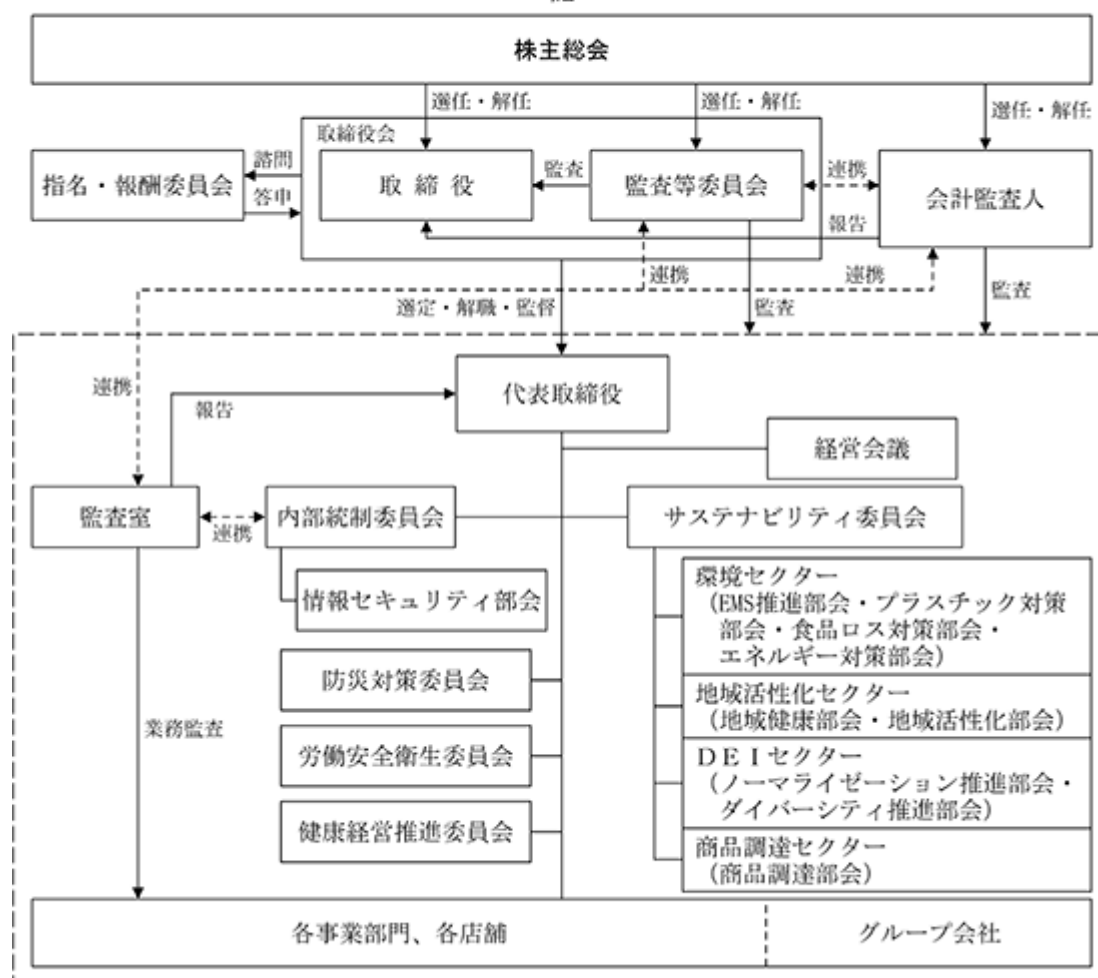 株主総会
選任・解任
選任・解任
選任・解任
取締役会
諮問
指名・報酬委員会
答申
取締役
監査
監査等委員会
連携
会計監査人
報告
連携
連携
選定・解職・監督
監査
監査
連携
代表取締役
報告
経営会議
監査室
連携
内部統制委員会
サステナビリティ委員会
情報セキュリティ部会
環境セクター
(EMS推進部会・プラスチック対策
部会・食品ロス対策部会・
エネルギー対策部会)
防災対策委員会
地域活性化セクター
(地域健康部会・地域活性化部会)
業務監査
労働安全衛生委員会
DEIセクター
(ノーマライゼーション推進部会・
ダイバーシティ推進部会)
健康経営推進委員会
商品調達セクター
(商品調達部会)
各事業部門、各店舗
グループ会社